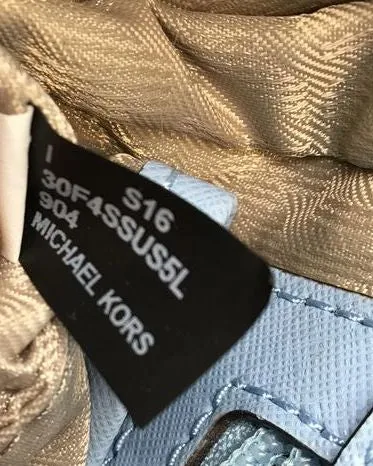 I
S16
30F4SSUS5L
904
MICHAEL KORS